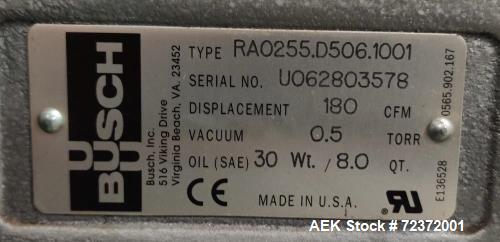 BUSCH
Busch, Inc.
516 Viking Drive
Virginia Beach, VA. 23452
TYPE RA0255.D506.1001
SERIAL NO. U062803578
DISPLACEMENT 180 CFM
VACUUM 0.5 TORR
OIL (SAE) 30 Wt. / 8.0 QT.
CE MADE IN U.S.A. RU
0565.902.167
E136528
AEK Stock # 72372001